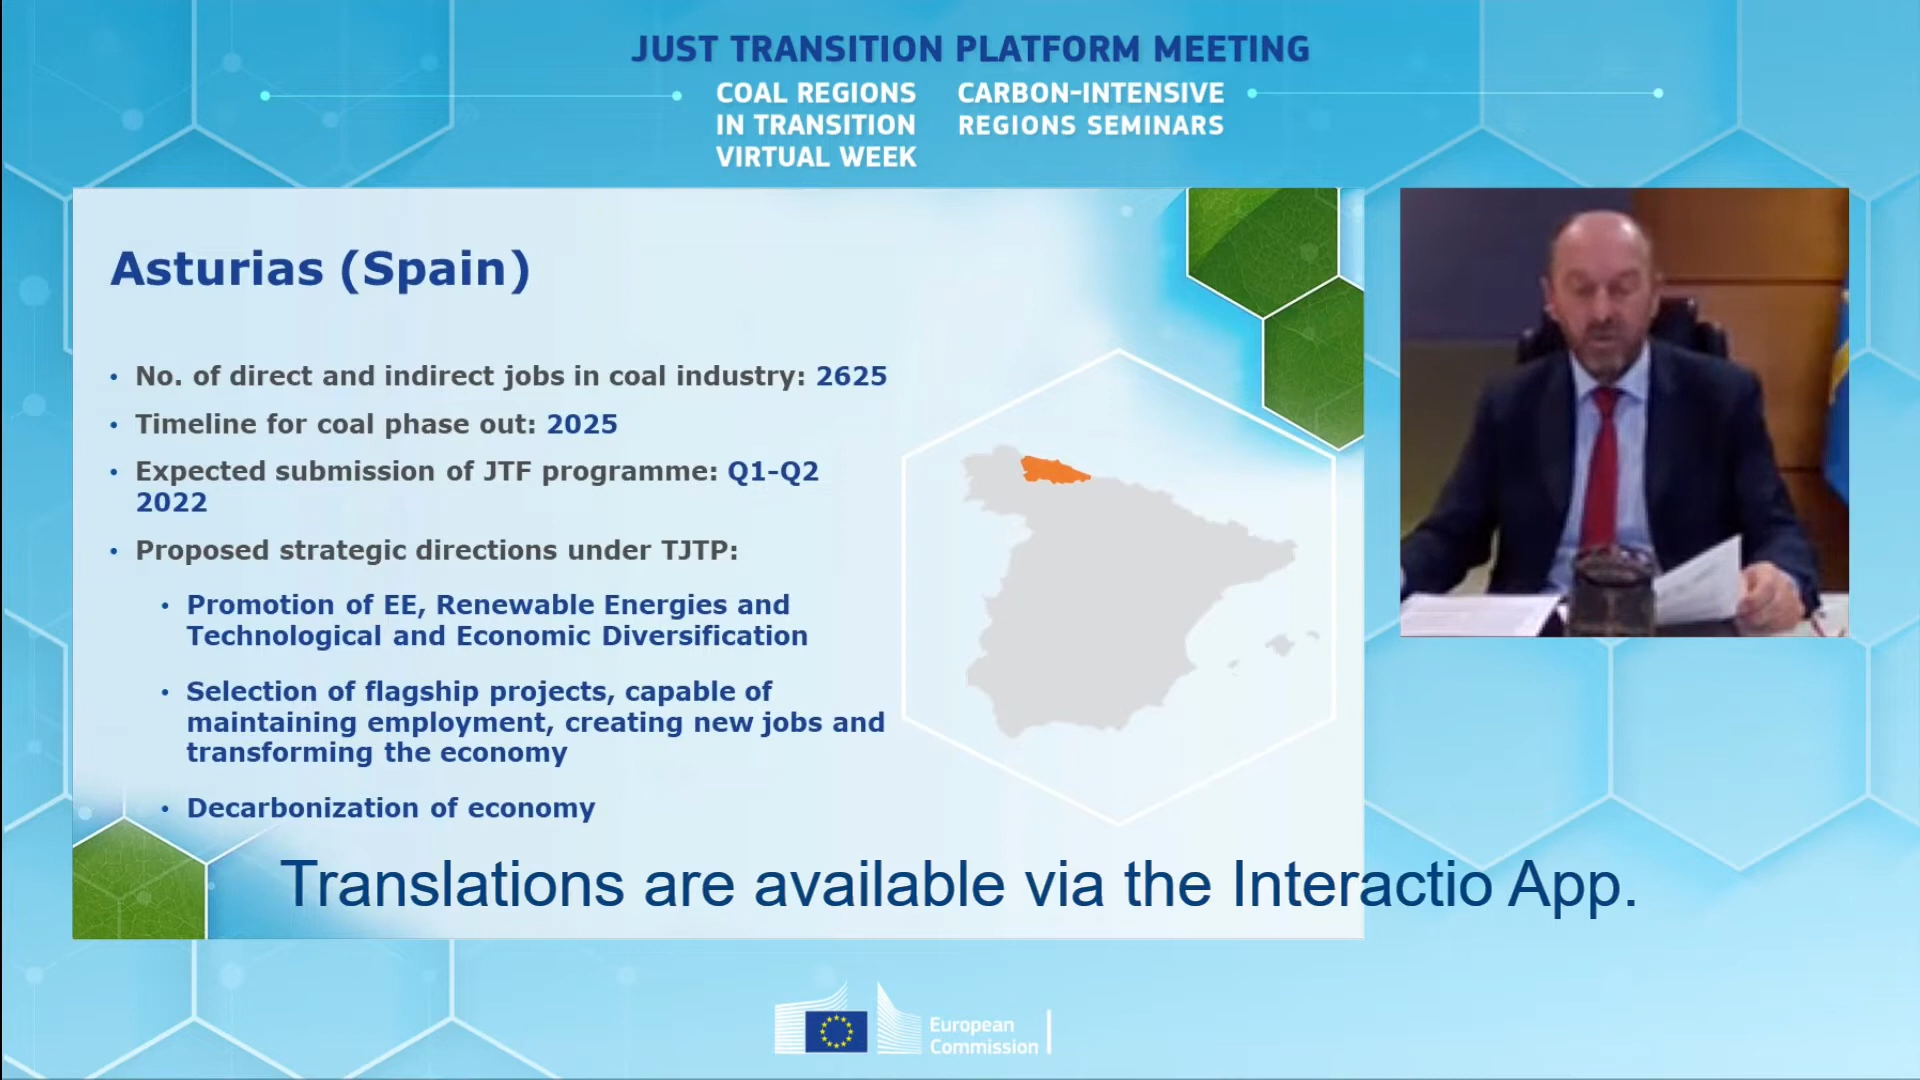 JUST TRANSITION PLATFORM MEETING
COAL REGIONS
IN TRANSITION
VIRTUAL WEEK
CARBON-INTENSIVE
REGIONS SEMINARS
Asturias (Spain)
• No. of direct and indirect jobs in coal industry: 2625
• Timeline for coal phase out: 2025
• Expected submission of JTF programme: Q1-Q2
2022
• Proposed strategic directions under TJTP:
• Promotion of EE, Renewable Energies and
Technological and Economic Diversification
• Selection of flagship projects, capable of
maintaining employment, creating new jobs and
transforming the economy
• Decarbonization of economy
Translations are available via the Interactio App.
European
Commission